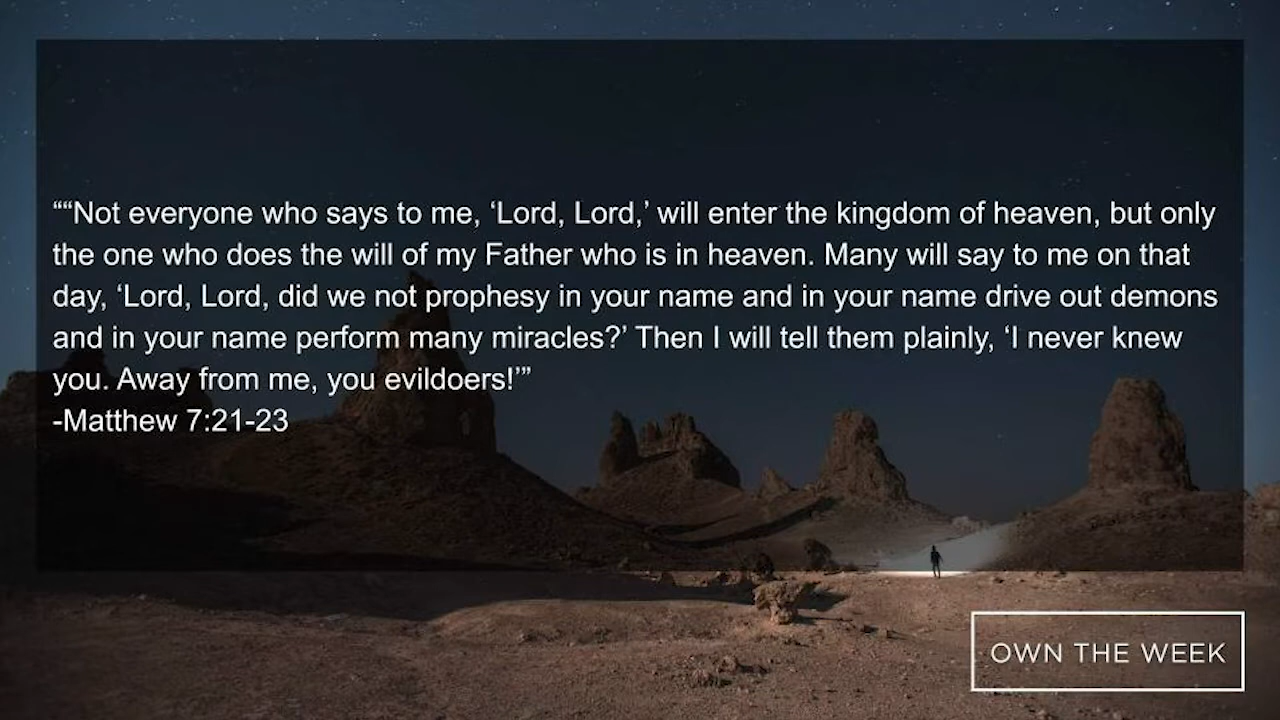 ““Not everyone who says to me, ‘Lord, Lord,’ will enter the kingdom of heaven, but only
the one who does the will of my Father who is in heaven. Many will say to me on that
day, ‘Lord, Lord, did we not prophesy in your name and in your name drive out demons
and in your name perform many miracles?’ Then I will tell them plainly, ‘I never knew
you. Away from me, you evildoers!’”
-Matthew 7:21-23
OWN THE WEEK